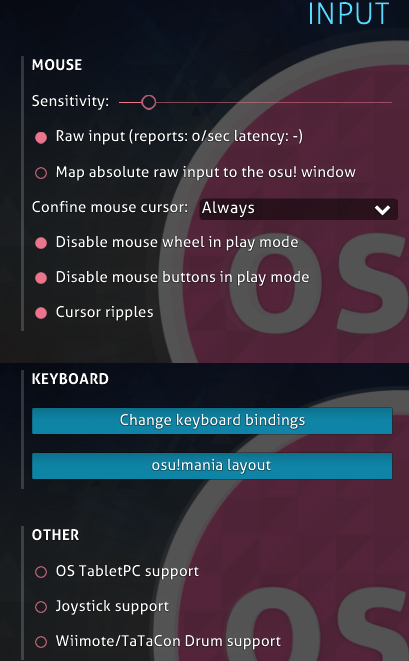 INPUT
MOUSE
Sensitivity:
Raw input (reports: 0/sec latency: -)
Map absolute raw input to the osu! window
Confine mouse cursor: Always
Disable mouse wheel in play mode
Disable mouse buttons in play mode
Cursor ripples
os
KEYBOARD
Change keyboard bindings
osu!mania layout
OTHER
OS TabletPC support
Joystick support
Wiimote/TaTaCon Drum support
os